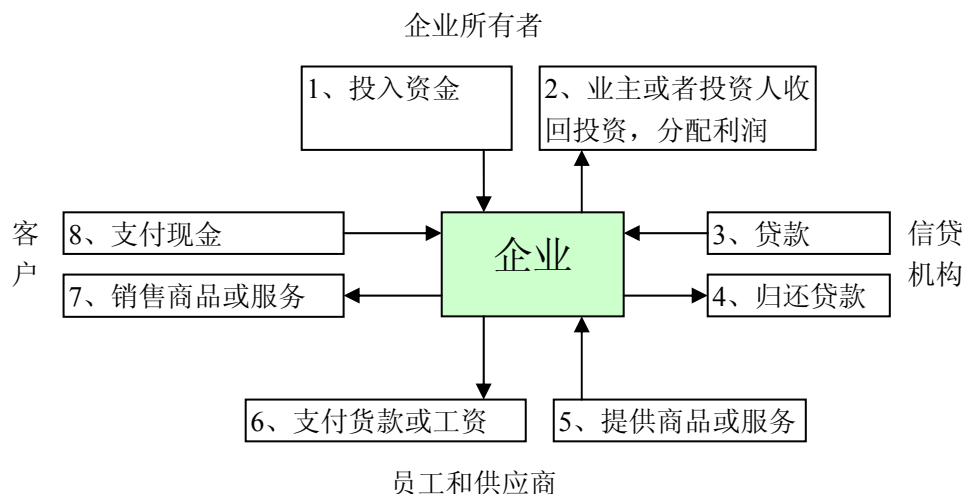 企业所有者
1、投入资金
2、业主或者投资人收
回投资，分配利润
客
户
8、支付现金
企业
3、贷款
信贷
机构
7、销售商品或服务
4、归还贷款
6、支付货款或工资
5、提供商品或服务
员工和供应商